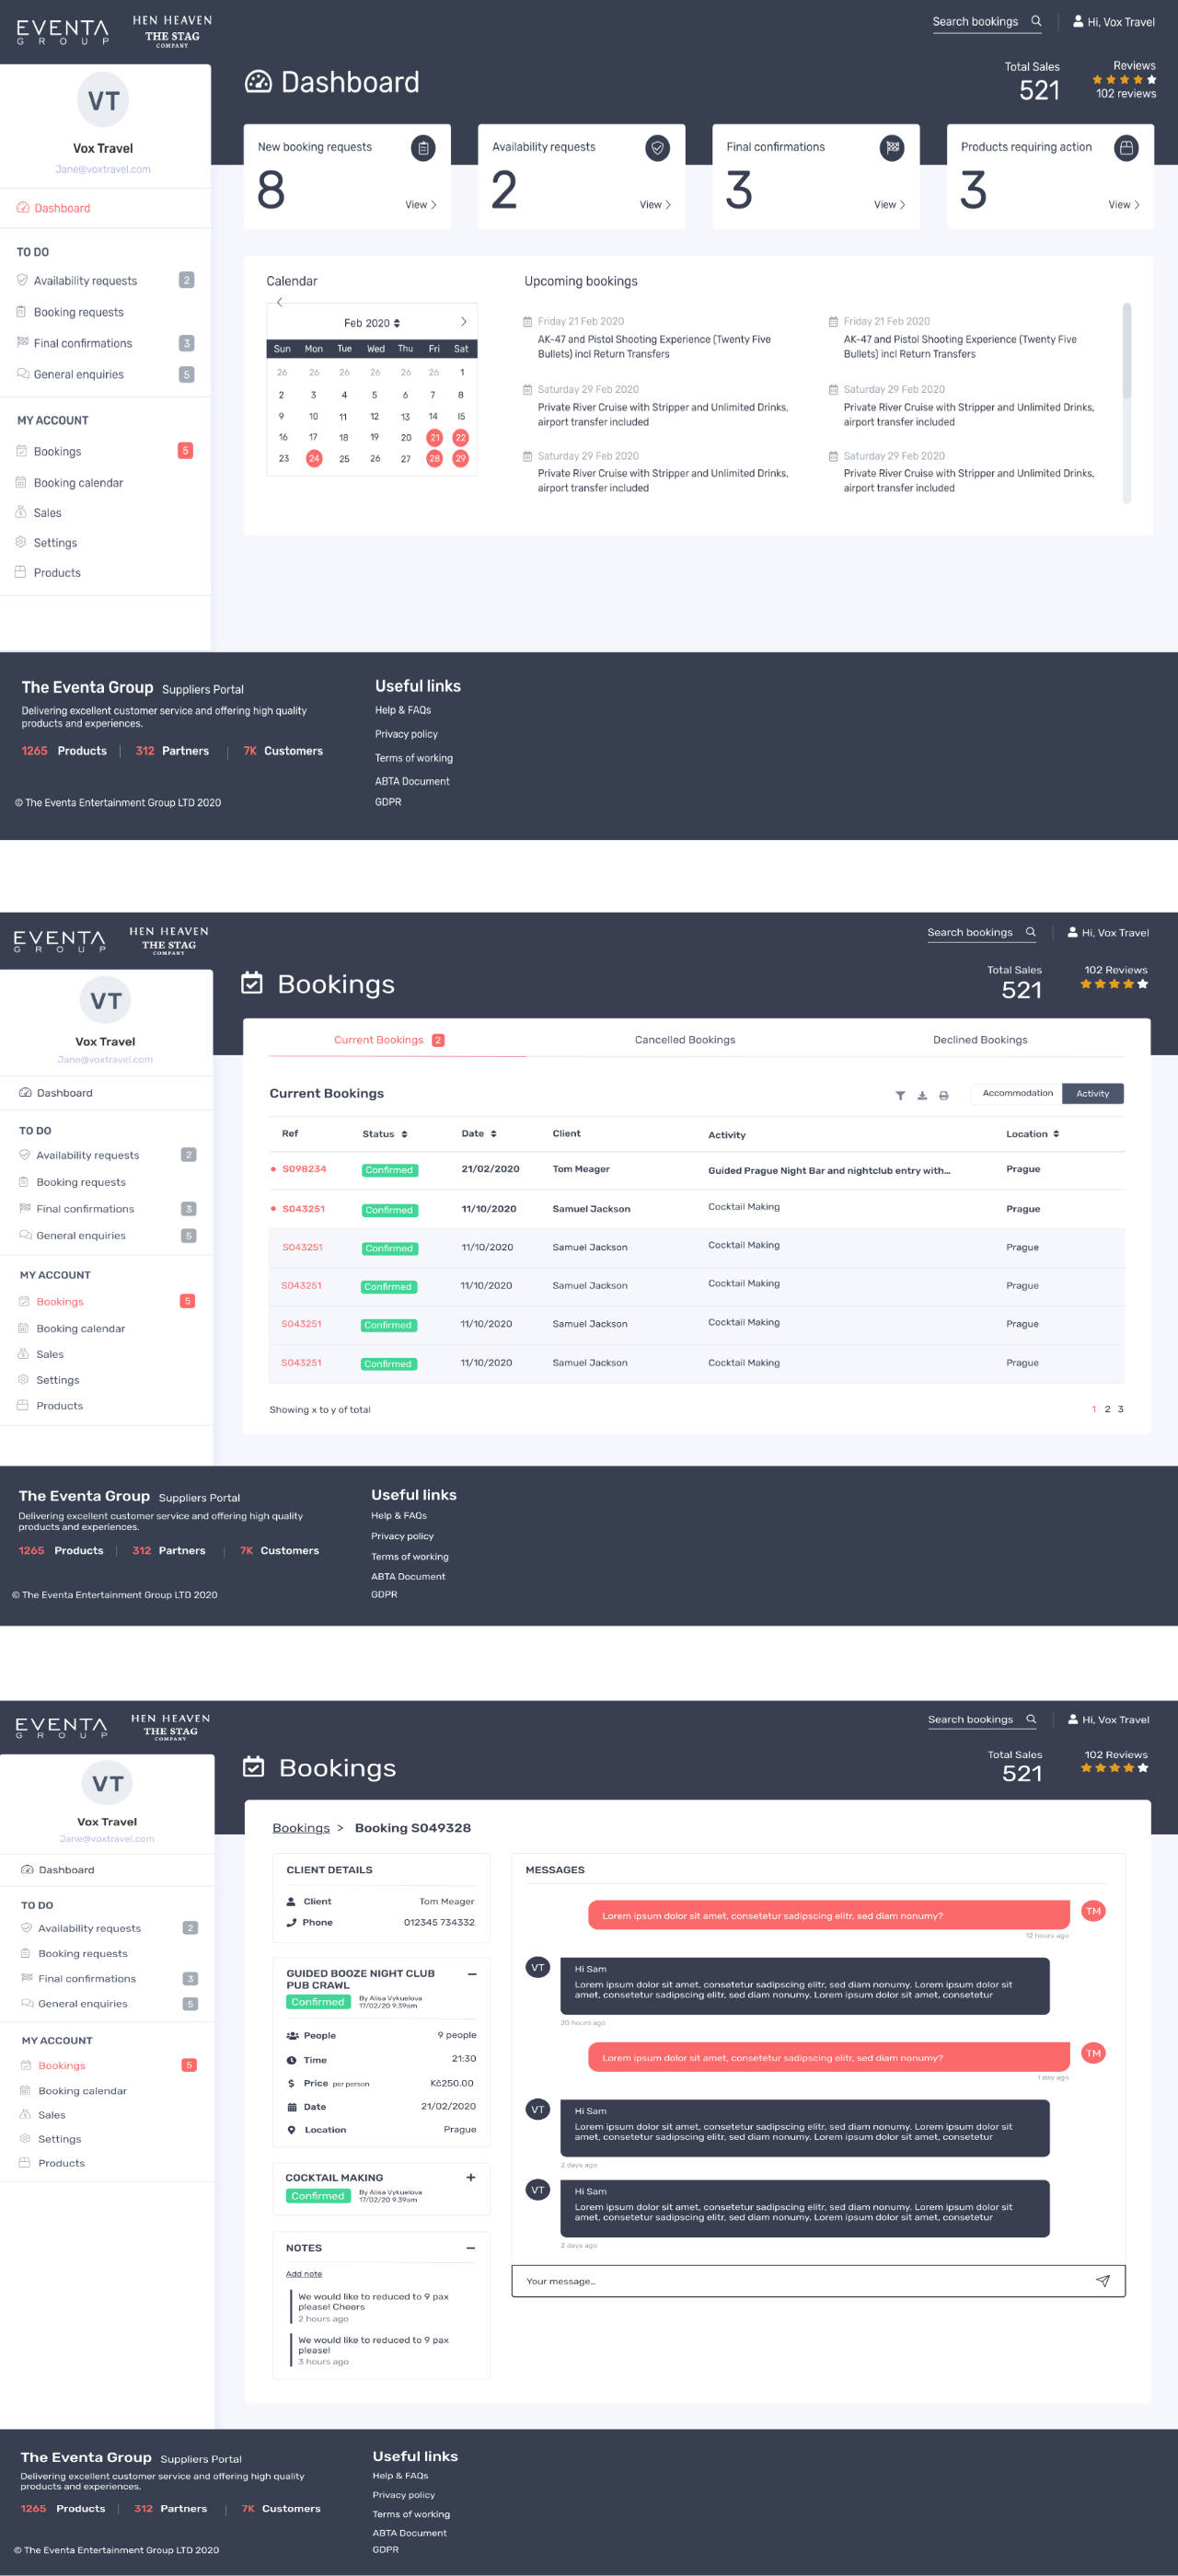 EVENTA
GROUP
HEN HEAVEN
THE STAG
COMPANY
Search bookings
Hi, Vox Travel
VT
Vox Travel
Jane@voxtravel.com
Dashboard
TO DO
Availability requests 2
Booking requests
Final confirmations 3
General enquiries 5
MY ACCOUNT
Bookings 5
Booking calendar
Sales
Settings
Products
Dashboard
Total Sales
521
Reviews
102 reviews
New booking requests
8
View >
Availability requests
2
View >
Final confirmations
3
View >
Products requiring action
3
View >
Calendar
<
Feb 2020 >
Sun Mon Tue Wed Thu Fri Sat
26 26 26 26 26 26 1
2 3 4 5 6 7 8
9 10 11 12 13 14 15
16 17 18 19 20 21 22
23 24 25 26 27 28 29
Upcoming bookings
Friday 21 Feb 2020
AK-47 and Pistol Shooting Experience (Twenty Five
Bullets) incl Return Transfers
Saturday 29 Feb 2020
Private River Cruise with Stripper and Unlimited Drinks,
airport transfer included
Saturday 29 Feb 2020
Private River Cruise with Stripper and Unlimited Drinks,
airport transfer included
Friday 21 Feb 2020
AK-47 and Pistol Shooting Experience (Twenty Five
Bullets) incl Return Transfers
Saturday 29 Feb 2020
Private River Cruise with Stripper and Unlimited Drinks,
airport transfer included
Saturday 29 Feb 2020
Private River Cruise with Stripper and Unlimited Drinks,
airport transfer included
The Eventa Group Suppliers Portal
Delivering excellent customer service and offering high quality
products and experiences.
1265 Products | 312 Partners | 7K Customers
© The Eventa Entertainment Group LTD 2020
Useful links
Help & FAQs
Privacy policy
Terms of working
ABTA Document
GDPR
EVENTA
GROUP
HEN HEAVEN
THE STAG
COMPANY
Search bookings
Hi, Vox Travel
VT
Vox Travel
Jane@voxtravel.com
Dashboard
TO DO
Availability requests 2
Booking requests
Final confirmations 3
General enquiries 5
MY ACCOUNT
Bookings 5
Booking calendar
Sales
Settings
Products
Bookings
Total Sales
521
102 Reviews
Current Bookings 2
Cancelled Bookings
Declined Bookings
Current Bookings
Accommodation Activity
Ref Status Date Client Activity Location
S098234 Confirmed 21/02/2020 Tom Meager Guided Prague Night Bar and nightclub entry with... Prague
S043251 Confirmed 11/10/2020 Samuel Jackson Cocktail Making Prague
S043251 Confirmed 11/10/2020 Samuel Jackson Cocktail Making Prague
S043251 Confirmed 11/10/2020 Samuel Jackson Cocktail Making Prague
S043251 Confirmed 11/10/2020 Samuel Jackson Cocktail Making Prague
S043251 Confirmed 11/10/2020 Samuel Jackson Cocktail Making Prague
Showing x to y of total
1 2 3
The Eventa Group Suppliers Portal
Delivering excellent customer service and offering high quality
products and experiences.
1265 Products | 312 Partners | 7K Customers
© The Eventa Entertainment Group LTD 2020
Useful links
Help & FAQs
Privacy policy
Terms of working
ABTA Document
GDPR
EVENTA
GROUP
HEN HEAVEN
THE STAG
COMPANY
Search bookings
Hi, Vox Travel
VT
Vox Travel
Jane@voxtravel.com
Dashboard
TO DO
Availability requests 2
Booking requests
Final confirmations 3
General enquiries 5
MY ACCOUNT
Bookings 5
Booking calendar
Sales
Settings
Products
Bookings
Total Sales
521
102 Reviews
Bookings > Booking S049328
CLIENT DETAILS
Client Tom Meager
Phone 012345 734332
GUIDED BOOZE NIGHT CLUB
PUB CRAWL
Confirmed
By Alisa Vykuelova
17/02/20 9.39am
People 9 people
Time 21:30
Price per person Kč250.00
Date 21/02/2020
Location Prague
COCKTAIL MAKING
Confirmed
By Alisa Vykuelova
17/02/20 9.39am
NOTES
Add note
We would like to reduced to 9 pax
please! Cheers
2 hours ago
We would like to reduced to 9 pax
please!
3 hours ago
MESSAGES
Lorem ipsum dolor sit amet, consetetur sadipscing elitr, sed diam nonumy?
TM
12 hours ago
VT
Hi Sam
Lorem ipsum dolor sit amet, consetetur sadipscing elitr, sed diam nonumy. Lorem ipsum dolor sit
amet, consetetur sadipscing elitr, sed diam nonumy. Lorem ipsum dolor sit amet, consetetur
20 hours ago
Lorem ipsum dolor sit amet, consetetur sadipscing elitr, sed diam nonumy?
TM
1 day ago
VT
Hi Sam
Lorem ipsum dolor sit amet, consetetur sadipscing elitr, sed diam nonumy. Lorem ipsum dolor sit
amet, consetetur sadipscing elitr, sed diam nonumy. Lorem ipsum dolor sit amet, consetetur
2 days ago
VT
Hi Sam
Lorem ipsum dolor sit amet, consetetur sadipscing elitr, sed diam nonumy. Lorem ipsum dolor sit
amet, consetetur sadipscing elitr, sed diam nonumy. Lorem ipsum dolor sit amet, consetetur
2 days ago
Your message...
The Eventa Group Suppliers Portal
Delivering excellent customer service and offering high quality
products and experiences.
1265 Products | 312 Partners | 7K Customers
© The Eventa Entertainment Group LTD 2020
Useful links
Help & FAQs
Privacy policy
Terms of working
ABTA Document
GDPR